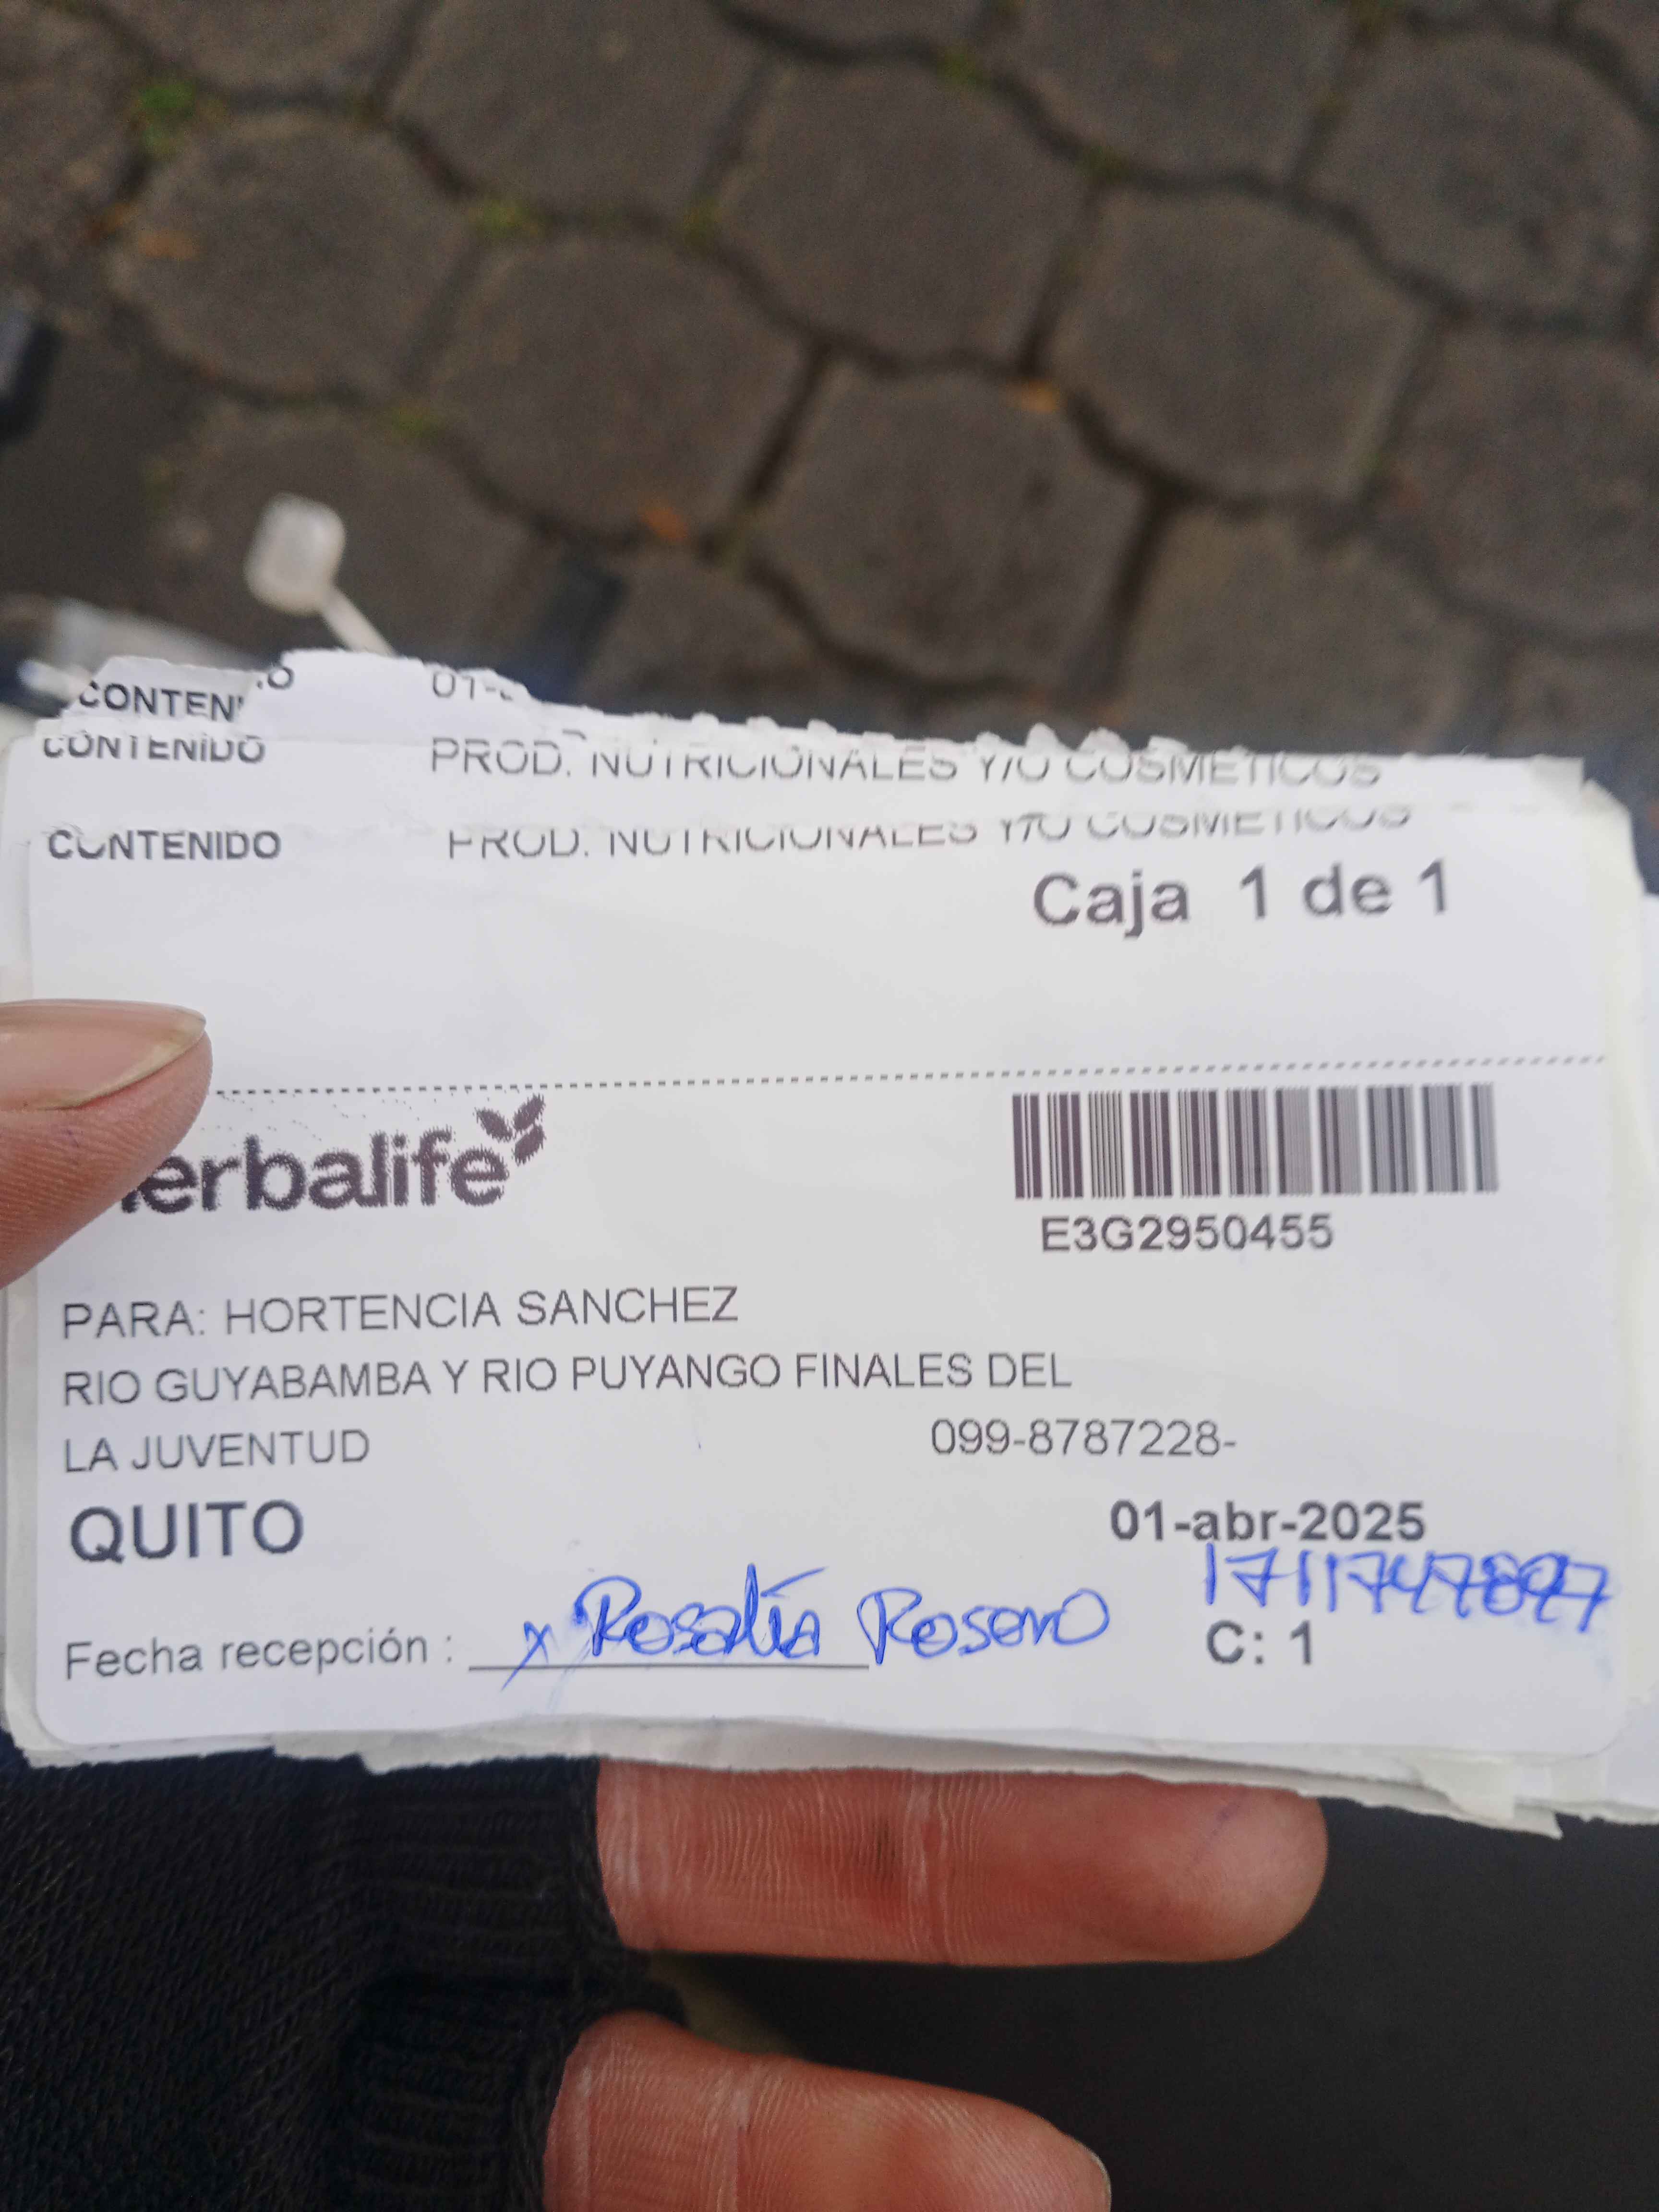 CONTENIDO PROD. NUTRICIONALES Y/O COSMETICOS
CONTENIDO PROD. NUTRICIONALES Y/O COSMETICOS
Caja 1 de 1
herbalife
E3G2950455
PARA: HORTENCIA SANCHEZ
RIO GUYABAMBA Y RIO PUYANGO FINALES DEL
LA JUVENTUD 099-8787228-
QUITO 01-abr-2025
Fecha recepción : x Rosalía Rosero C: 1